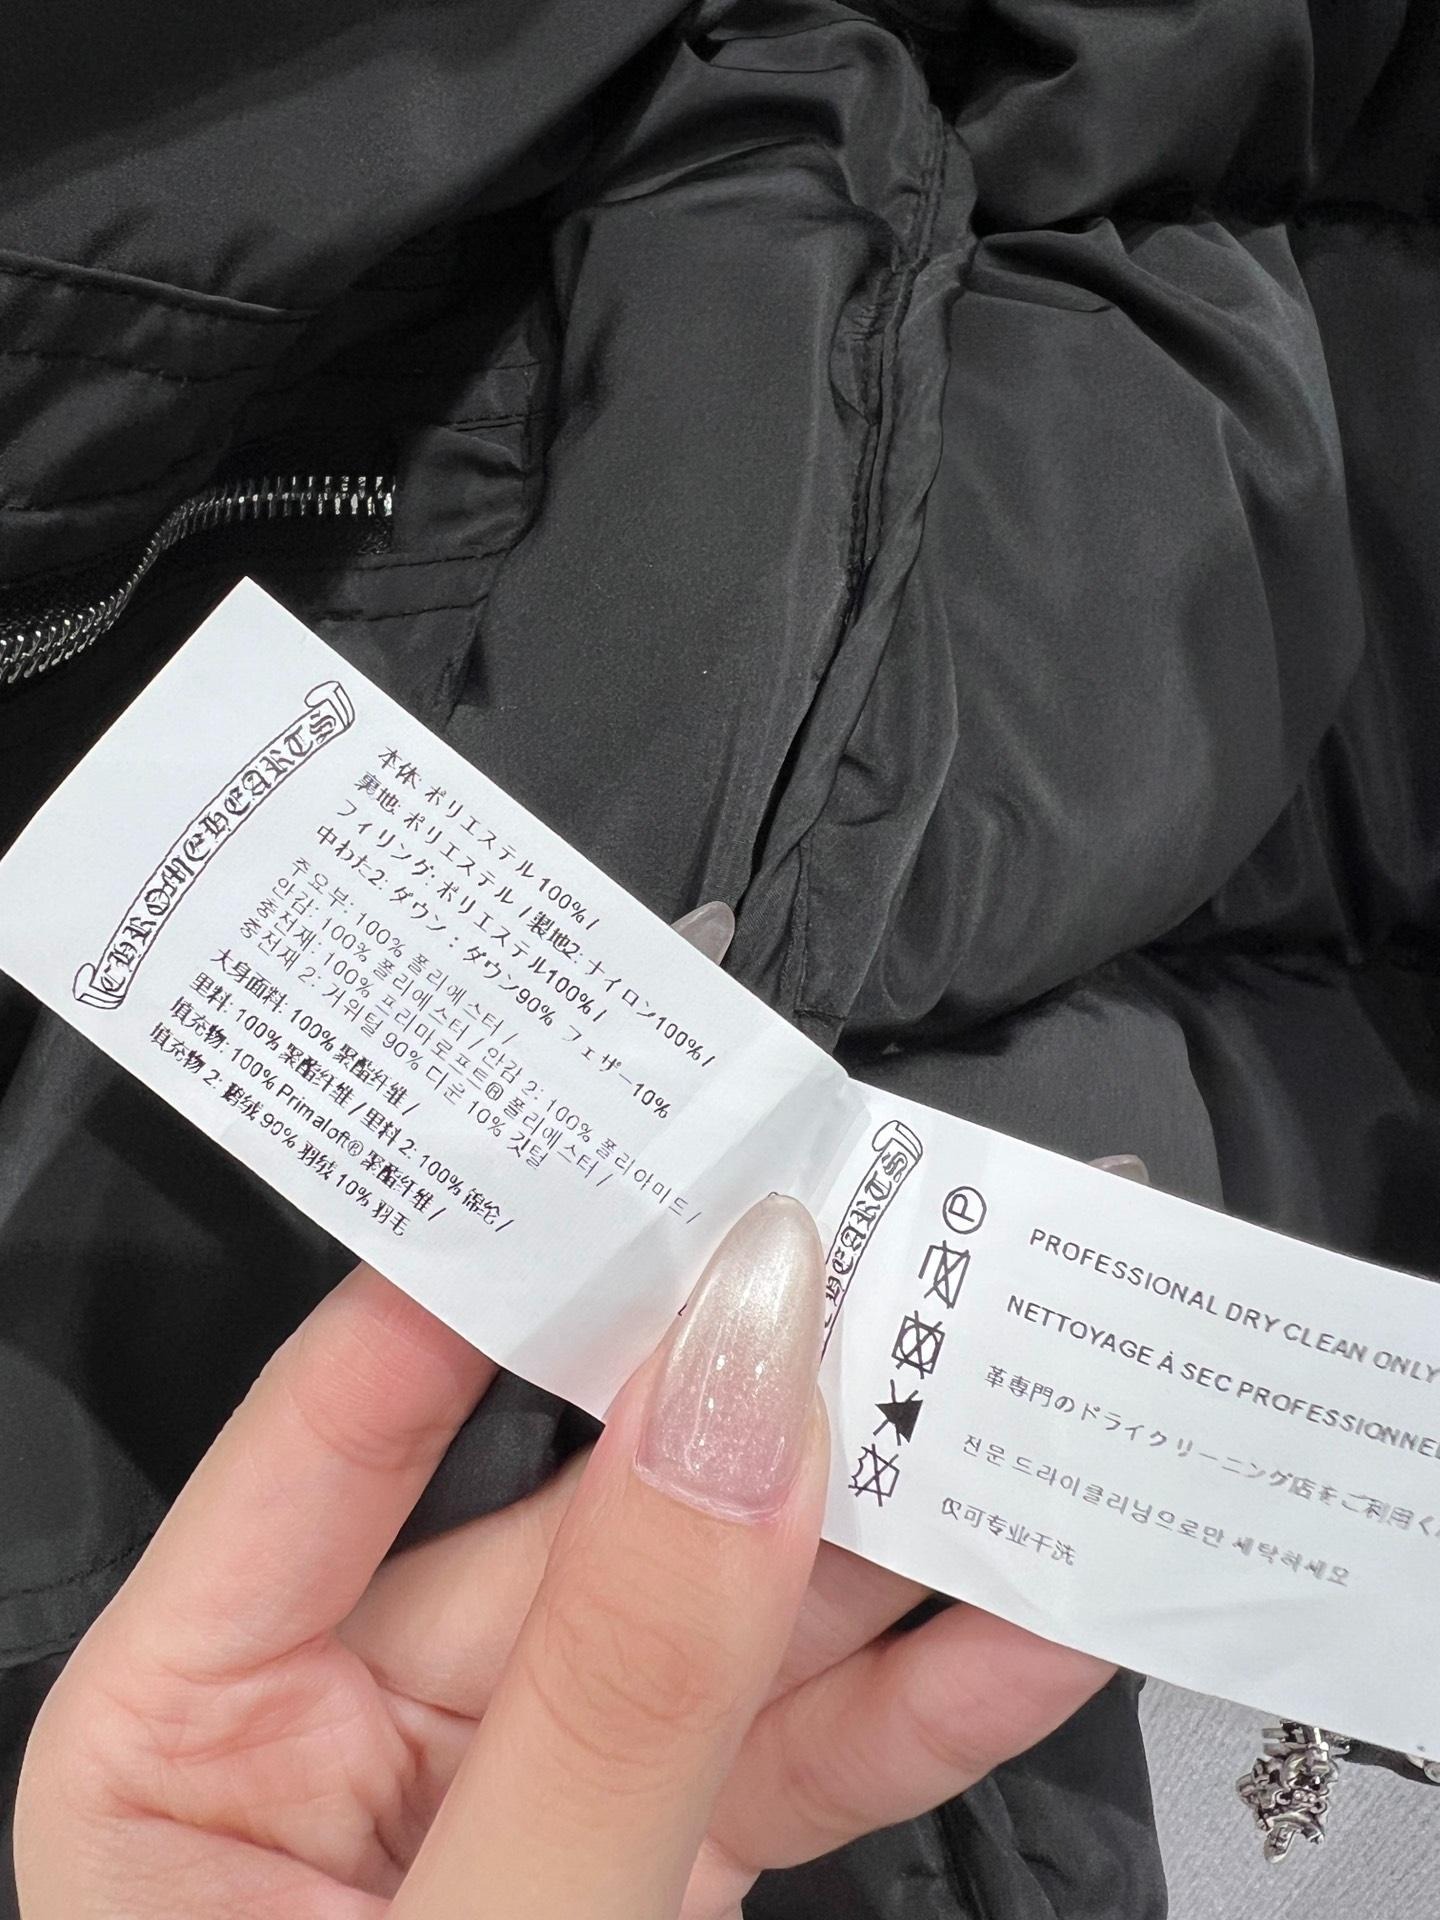 CHROME HEARTS
本体: ポリエステル100%/
裏地: ポリエステル / 製地2: ナイロン100% /
フィリング: ポリエステル100% /
中わた2: ダウン : ダウン90% フェザー10%
주요부: 100% 폴리에스터 /
안감: 100% 폴리에스터 / 안감 2: 100% 폴리아미드 /
충전재: 100% 프리마로프트® 폴리에스터 /
충전재 2: 거위털 90% 디운 10% 깃털
大身面料: 100% 聚酯纤维 /
里料: 100% 聚酯纤维 / 里料 2: 100% 锦纶 /
填充物: 100% Primaloft® 聚酯纤维 /
填充物 2: 鹅绒 90% 羽绒 10% 羽毛
HEARTS
P
PROFESSIONAL DRY CLEAN ONLY
NETTOYAGE À SEC PROFESSIONNEL
革専門のドライクリーニング店をご利用く
전문 드라이클리닝으로만 세탁하세요
仅可专业干洗